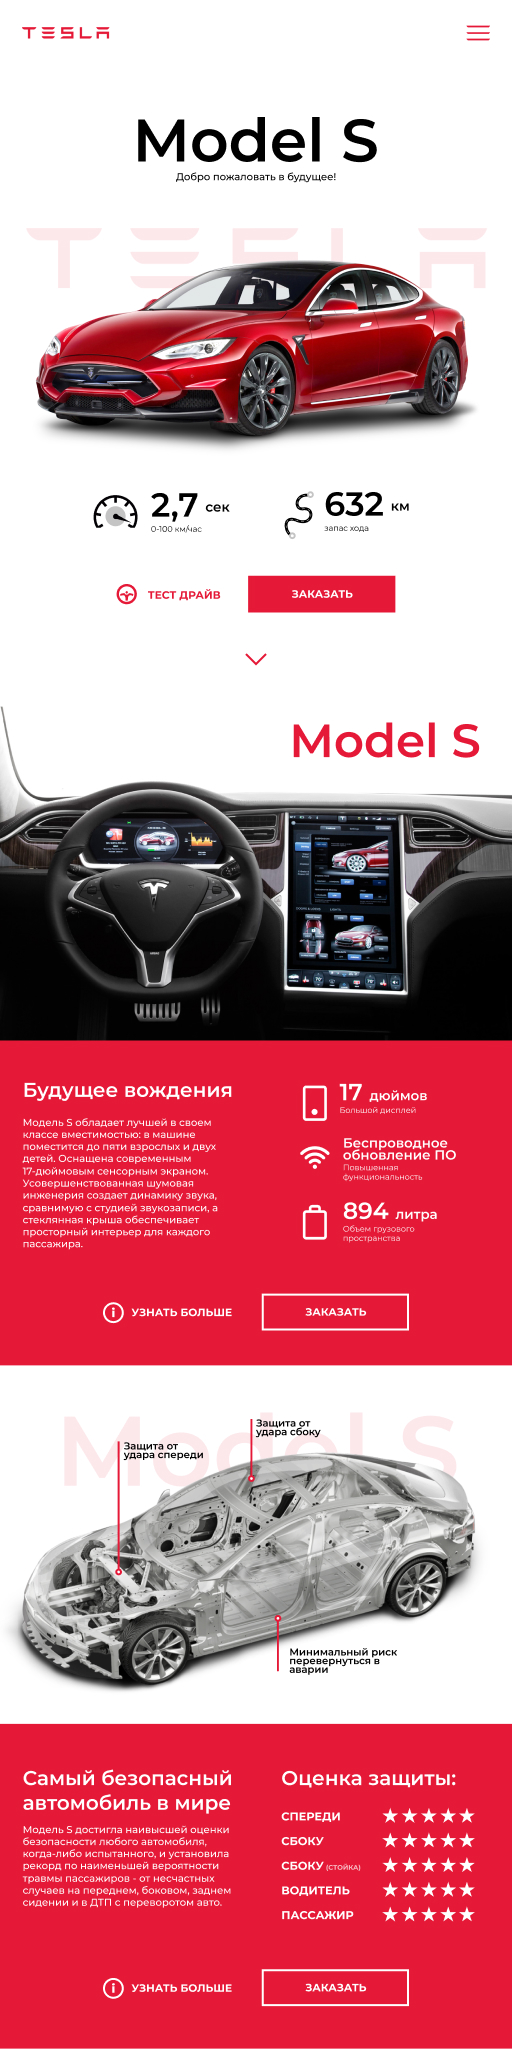 TESLA
Model S
Добро пожаловать в будущее!
TESLA
2,7 сек
0-100 км/час
632 км
запас хода
ТЕСТ ДРАЙВ
ЗАКАЗАТЬ
Model S
Будущее вождения
Модель S обладает лучшей в своем
классе вместимостью: в машине
поместится до пяти взрослых и двух
детей. Оснащена современным
17-дюймовым сенсорным экраном.
Усовершенствованная шумовая
инженерия создает динамику звука,
сравнимую с студией звукозаписи, а
стеклянная крыша обеспечивает
просторный интерьер для каждого
пассажира.
17 дюймов
Большой дисплей
Беспроводное
обновление ПО
Повышенная
функциональность
894 литра
Объем грузового
пространства
УЗНАТЬ БОЛЬШЕ
ЗАКАЗАТЬ
Model S
Защита от
удара сбоку
Защита от
удара спереди
Минимальный риск
перевернуться в
аварии
Самый безопасный
автомобиль в мире
Модель S достигла наивысшей оценки
безопасности любого автомобиля,
когда-либо испытанного, и установила
рекорд по наименьшей вероятности
травмы пассажиров - от несчастных
случаев на переднем, боковом, заднем
сидении и в ДТП с переворотом авто.
Оценка защиты:
СПЕРЕДИ
СБОКУ
СБОКУ (СТОЙКА)
ВОДИТЕЛЬ
ПАССАЖИР
УЗНАТЬ БОЛЬШЕ
ЗАКАЗАТЬ